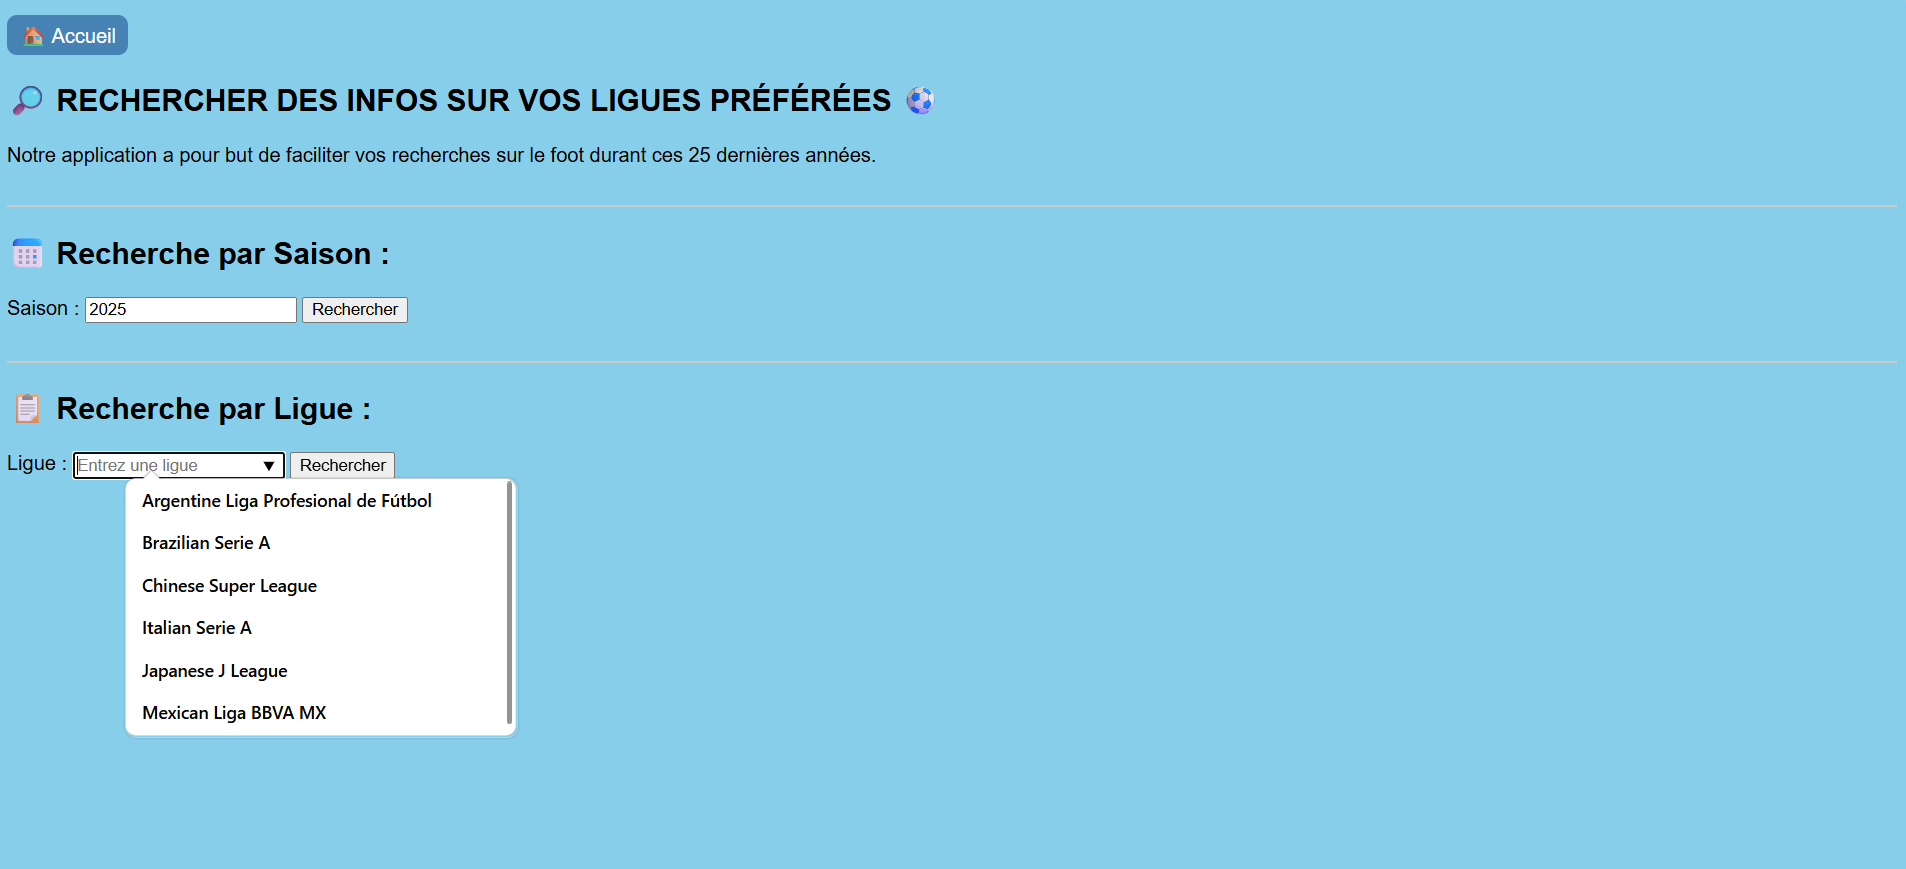 Accueil
RECHERCHER DES INFOS SUR VOS LIGUES PRÉFÉRÉES
Notre application a pour but de faciliter vos recherches sur le foot durant ces 25 dernières années.
Recherche par Saison :
Saison : 2025 Rechercher
Recherche par Ligue :
Ligue : Entrez une ligue Rechercher
Argentine Liga Profesional de Fútbol
Brazilian Serie A
Chinese Super League
Italian Serie A
Japanese J League
Mexican Liga BBVA MX